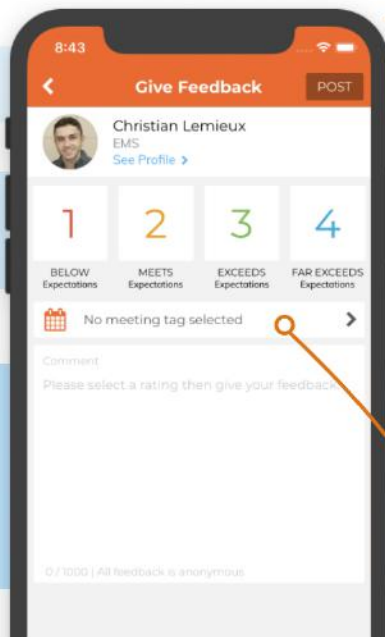 8:43
Give Feedback POST
Christian Lemieux
EMS
See Profile >
1 2 3 4
BELOW MEETS EXCEEDS FAR EXCEEDS
Expectations Expectations Expectations Expectations
No meeting tag selected
Comment
Please select a rating then give your feedback
0 / 1000 | All feedback is anonymous